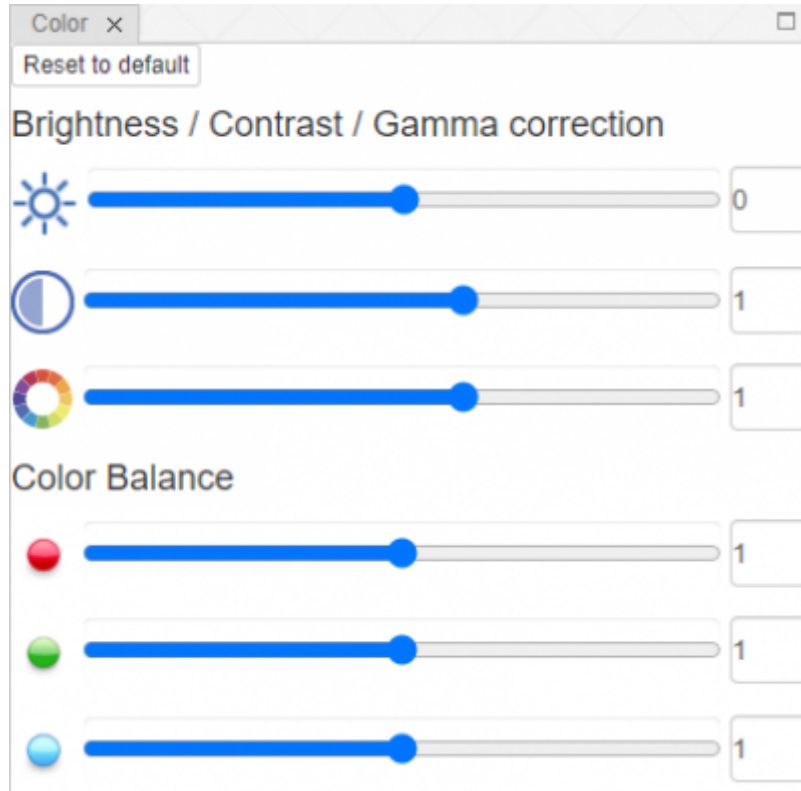 Color
Reset to default
Brightness / Contrast / Gamma correction
0
1
1
Color Balance
1
1
1